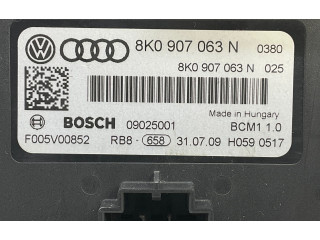 8K0 907 063 N 0380
8K0 907 063 N 025
Made in Hungary
BOSCH 09025001 BCM1 1.0
F005V00852 RB8- 658 31.07.09 H059 0517